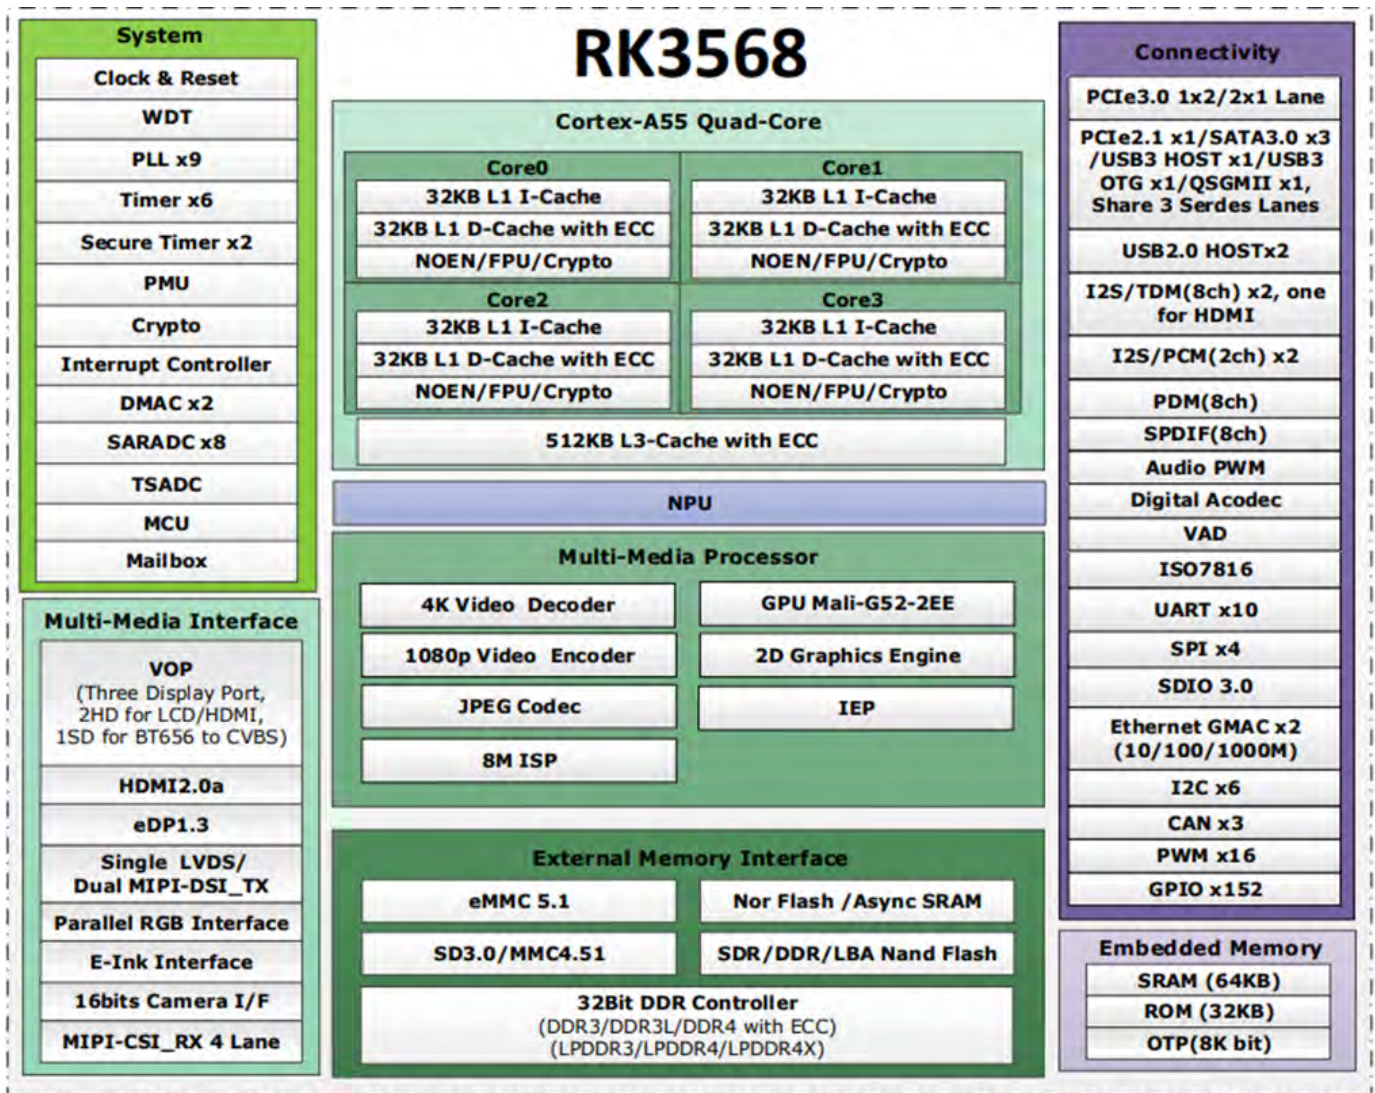 RK3568
System
Clock & Reset
WDT
PLL x9
Timer x6
Secure Timer x2
PMU
Crypto
Interrupt Controller
DMAC x2
SARADC x8
TSADC
MCU
Mailbox
Multi-Media Interface
VOP
(Three Display Port,
2HD for LCD/HDMI,
1SD for BT656 to CVBS)
HDMI2.0a
eDP1.3
Single LVDS/
Dual MIPI-DSI_TX
Parallel RGB Interface
E-Ink Interface
16bits Camera I/F
MIPI-CSI_RX 4 Lane
Cortex-A55 Quad-Core
Core0
32KB L1 I-Cache
32KB L1 D-Cache with ECC
NOEN/FPU/Crypto
Core1
32KB L1 I-Cache
32KB L1 D-Cache with ECC
NOEN/FPU/Crypto
Core2
32KB L1 I-Cache
32KB L1 D-Cache with ECC
NOEN/FPU/Crypto
Core3
32KB L1 I-Cache
32KB L1 D-Cache with ECC
NOEN/FPU/Crypto
512KB L3-Cache with ECC
NPU
Multi-Media Processor
4K Video Decoder
GPU Mali-G52-2EE
1080p Video Encoder
2D Graphics Engine
JPEG Codec
IEP
8M ISP
External Memory Interface
eMMC 5.1
Nor Flash /Async SRAM
SD3.0/MMC4.51
SDR/DDR/LBA Nand Flash
32Bit DDR Controller
(DDR3/DDR3L/DDR4 with ECC)
(LPDDR3/LPDDR4/LPDDR4X)
Connectivity
PCIe3.0 1x2/2x1 Lane
PCIe2.1 x1/SATA3.0 x3
/USB3 HOST x1/USB3
OTG x1/QSGMII x1,
Share 3 Serdes Lanes
USB2.0 HOSTx2
I2S/TDM(8ch) x2, one
for HDMI
I2S/PCM(2ch) x2
PDM(8ch)
SPDIF(8ch)
Audio PWM
Digital Acodec
VAD
ISO7816
UART x10
SPI x4
SDIO 3.0
Ethernet GMAC x2
(10/100/1000M)
I2C x6
CAN x3
PWM x16
GPIO x152
Embedded Memory
SRAM (64KB)
ROM (32KB)
OTP(8K bit)